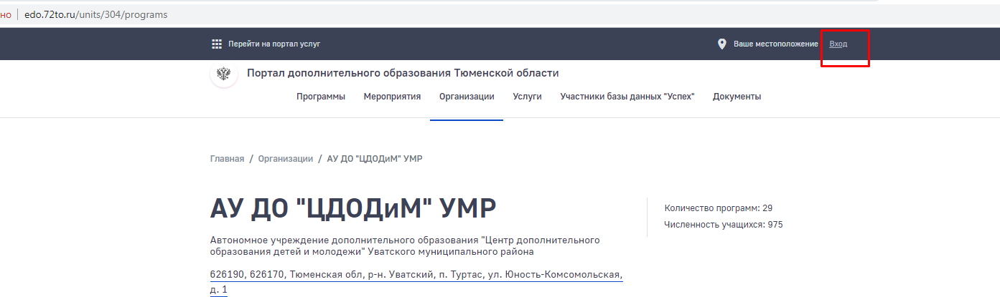 но edo.72to.ru/units/304/programs
Перейти на портал услуг Ваше местоположение Вход
Портал дополнительного образования Тюменской области
Программы Мероприятия Организации Услуги Участники базы данных "Успех" Документы
Главная / Организации / АУ ДО "ЦДОДиМ" УМР
АУ ДО "ЦДОДиМ" УМР
Автономное учреждение дополнительного образования "Центр дополнительного
образования детей и молодежи" Уватского муниципального района
626190, 626170, Тюменская обл, р-н. Уватский, п. Туртас, ул. Юность-Комсомольская,
д. 1
Количество программ: 29
Численность учащихся: 975